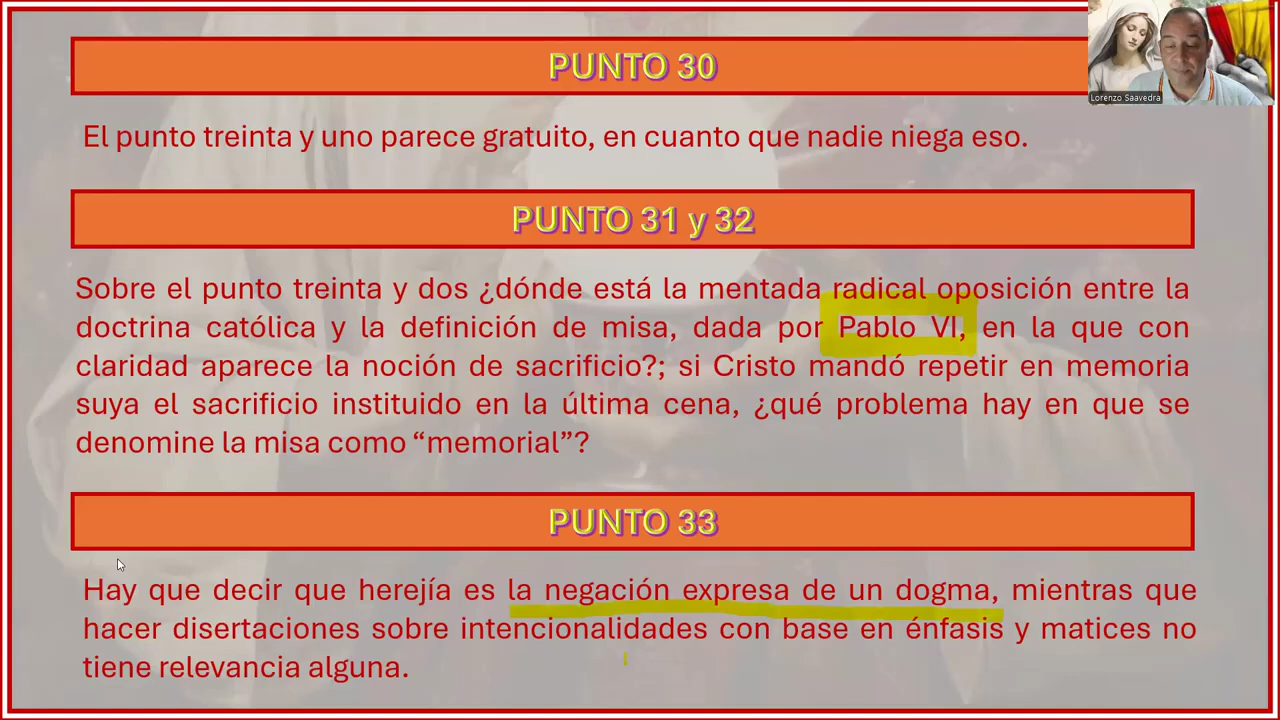 PUNTO 30
Lorenzo Saavedra
El punto treinta y uno parece gratuito, en cuanto que nadie niega eso.
PUNTO 31 y 32
Sobre el punto treinta y dos ¿dónde está la mentada radical oposición entre la
doctrina católica y la definición de misa, dada por Pablo VI, en la que con
claridad aparece la noción de sacrificio?; si Cristo mandó repetir en memoria
suya el sacrificio instituido en la última cena, ¿qué problema hay en que se
denomine la misa como “memorial”?
PUNTO 33
Hay que decir que herejía es la negación expresa de un dogma, mientras que
hacer disertaciones sobre intencionalidades con base en énfasis y matices no
tiene relevancia alguna.